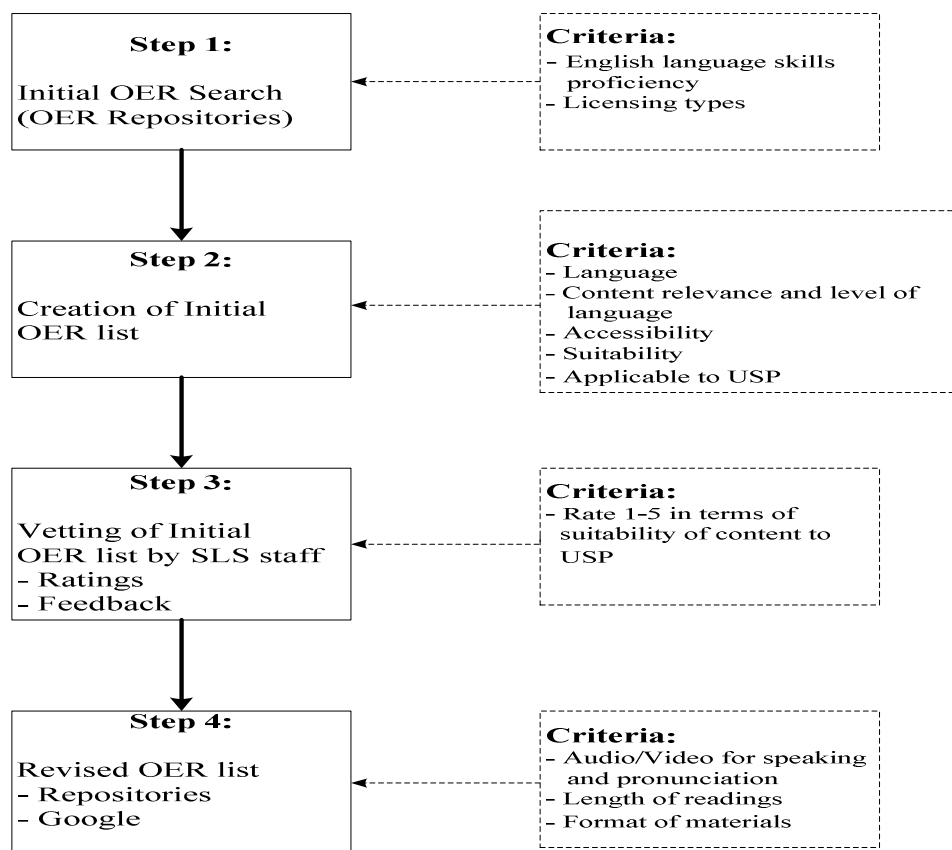 Step 1:
Initial OER Search
(OER Repositories)
Criteria:
- English language skills
proficiency
- Licensing types
Step 2:
Creation of Initial
OER list
Criteria:
- Language
- Content relevance and level of
language
- Accessibility
- Suitability
- Applicable to USP
Step 3:
Vetting of Initial
OER list by SLS staff
- Ratings
- Feedback
Criteria:
- Rate 1-5 in terms of
suitability of content to
USP
Step 4:
Revised OER list
- Repositories
- Google
Criteria:
- Audio/Video for speaking
and pronunciation
- Length of readings
- Format of materials